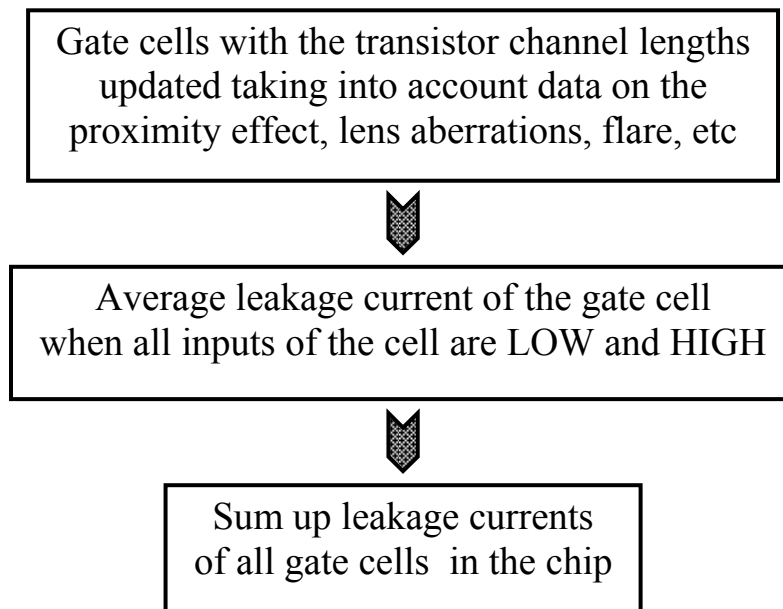 Gate cells with the transistor channel lengths
updated taking into account data on the
proximity effect, lens aberrations, flare, etc
Average leakage current of the gate cell
when all inputs of the cell are LOW and HIGH
Sum up leakage currents
of all gate cells in the chip